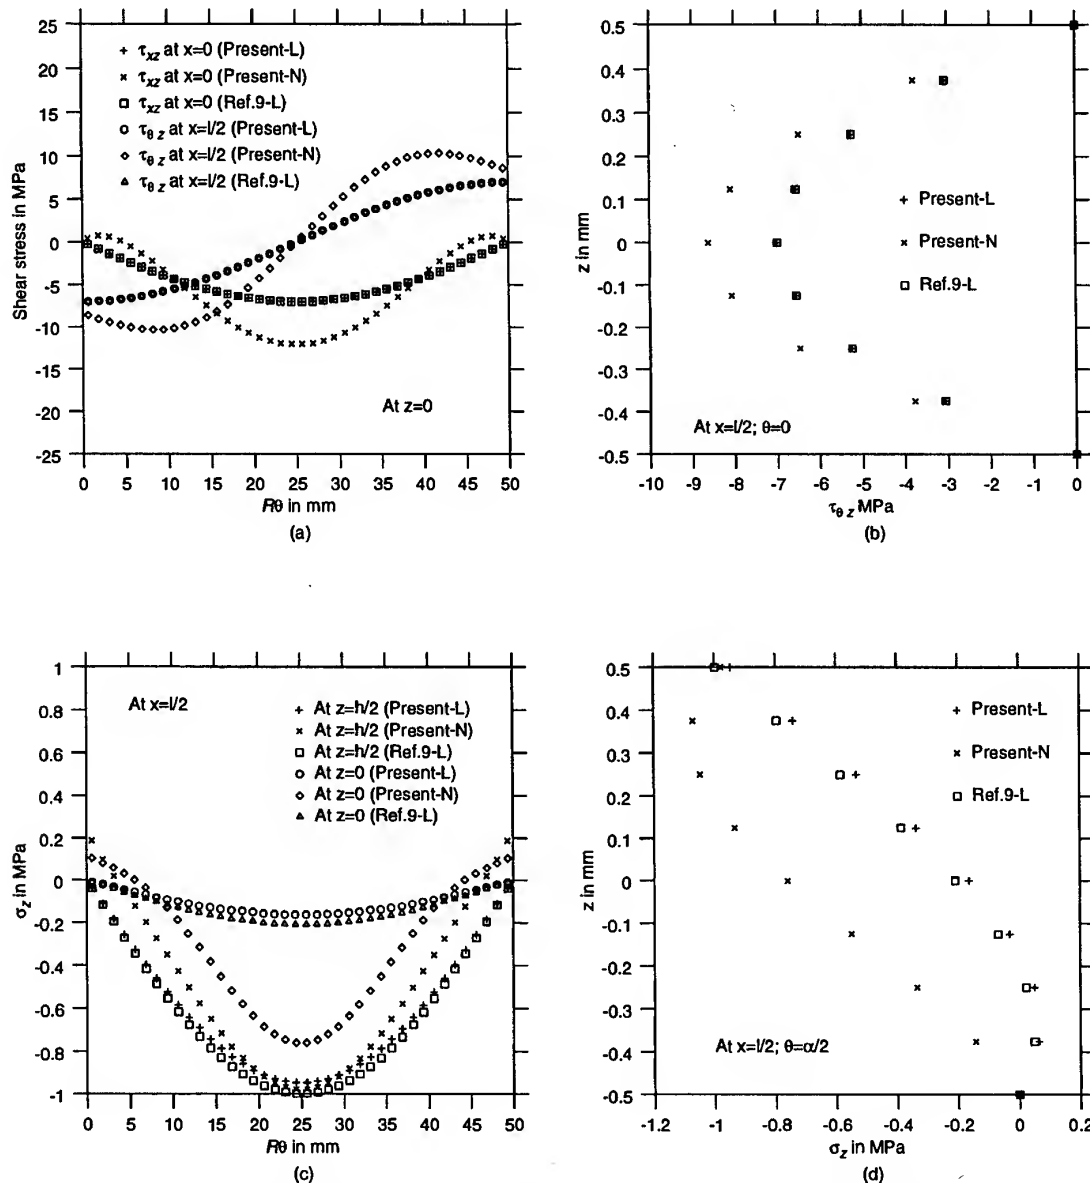 25
20
15
10
5
0
-5
-10
-15
-20
-25
Shear stress in MPa
+ τxz at x=0 (Present-L)
× τxz at x=0 (Present-N)
□ τxz at x=0 (Ref.9-L)
○ τθz at x=l/2 (Present-L)
◇ τθz at x=l/2 (Present-N)
△ τθz at x=l/2 (Ref.9-L)
At z=0
0 5 10 15 20 25 30 35 40 45 50
Rθ in mm
(a)
0.5
0.4
0.3
0.2
0.1
0
-0.1
-0.2
-0.3
-0.4
-0.5
z in mm
+ Present-L
× Present-N
□ Ref.9-L
At x=l/2; θ=0
-10 -9 -8 -7 -6 -5 -4 -3 -2 -1 0
τθz MPa
(b)
1
0.8
0.6
0.4
0.2
0
-0.2
-0.4
-0.6
-0.8
-1
σz in MPa
At x=l/2
+ At z=h/2 (Present-L)
× At z=h/2 (Present-N)
□ At z=h/2 (Ref.9-L)
○ At z=0 (Present-L)
◇ At z=0 (Present-N)
△ At z=0 (Ref.9-L)
0 5 10 15 20 25 30 35 40 45 50
Rθ in mm
(c)
0.5
0.4
0.3
0.2
0.1
0
-0.1
-0.2
-0.3
-0.4
-0.5
z in mm
+ Present-L
× Present-N
□ Ref.9-L
At x=l/2; θ=α/2
-1.2 -1 -0.8 -0.6 -0.4 -0.2 0 0.2
σz in MPa
(d)